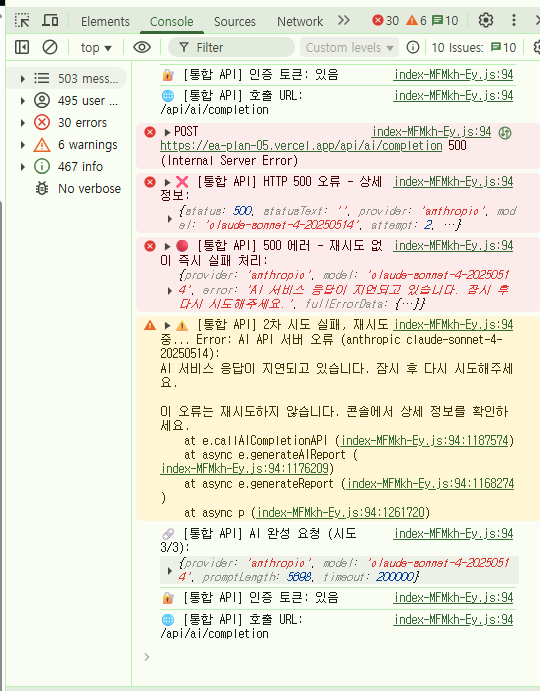 Elements Console Sources Network 30 6 10
top Filter Custom levels 10 Issues: 10
503 mess...
495 user ...
30 errors
6 warnings
467 info
No verbose
[통합 API] 인증 토큰: 있음 index-MFMkh-Ey.js:94
[통합 API] 호출 URL: index-MFMkh-Ey.js:94
/api/ai/completion
POST index-MFMkh-Ey.js:94
https://ea-plan-05.vercel.app/api/ai/completion 500
(Internal Server Error)
[통합 API] HTTP 500 오류 - 상세 index-MFMkh-Ey.js:94
정보:
{status: 500, statusText: '', provider: 'anthropic', mod
el: 'claude-sonnet-4-20250514', attempt: 2, …}
[통합 API] 500 에러 - 재시도 없 index-MFMkh-Ey.js:94
이 즉시 실패 처리:
{provider: 'anthropic', model: 'claude-sonnet-4-2025051
4', error: 'AI 서비스 응답이 지연되고 있습니다. 잠시 후
다시 시도해주세요.', fullErrorData: {…}}
[통합 API] 2차 시도 실패, 재시도 index-MFMkh-Ey.js:94
중... Error: AI API 서버 오류 (anthropic claude-sonnet-4-
20250514):
AI 서비스 응답이 지연되고 있습니다. 잠시 후 다시 시도해주세
요.
이 오류는 재시도하지 않습니다. 콘솔에서 상세 정보를 확인하
세요.
at e.callAICompletionAPI (index-MFMkh-Ey.js:94:1187574)
at async e.generateAIReport (
index-MFMkh-Ey.js:94:1176209)
at async e.generateReport (index-MFMkh-Ey.js:94:1168274
)
at async p (index-MFMkh-Ey.js:94:1261720)
[통합 API] AI 완성 요청 (시도 index-MFMkh-Ey.js:94
3/3):
{provider: 'anthropic', model: 'claude-sonnet-4-2025051
4', promptLength: 5698, timeout: 200000}
[통합 API] 인증 토큰: 있음 index-MFMkh-Ey.js:94
[통합 API] 호출 URL: index-MFMkh-Ey.js:94
/api/ai/completion